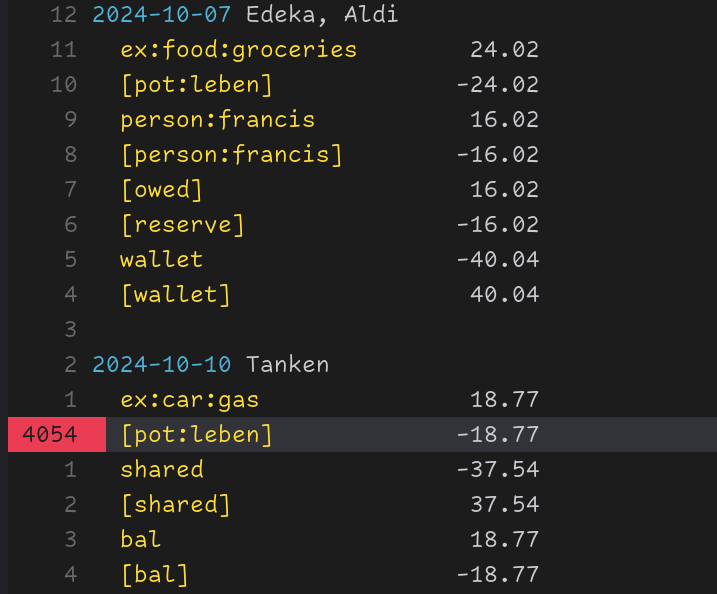 12 2024-10-07 Edeka, Aldi
11 ex:food:groceries 24.02
10 [pot:leben] -24.02
9 person:francis 16.02
8 [person:francis] -16.02
7 [owed] 16.02
6 [reserve] -16.02
5 wallet -40.04
4 [wallet] 40.04
3
2 2024-10-10 Tanken
1 ex:car:gas 18.77
4054 [pot:leben] -18.77
1 shared -37.54
2 [shared] 37.54
3 bal 18.77
4 [bal] -18.77